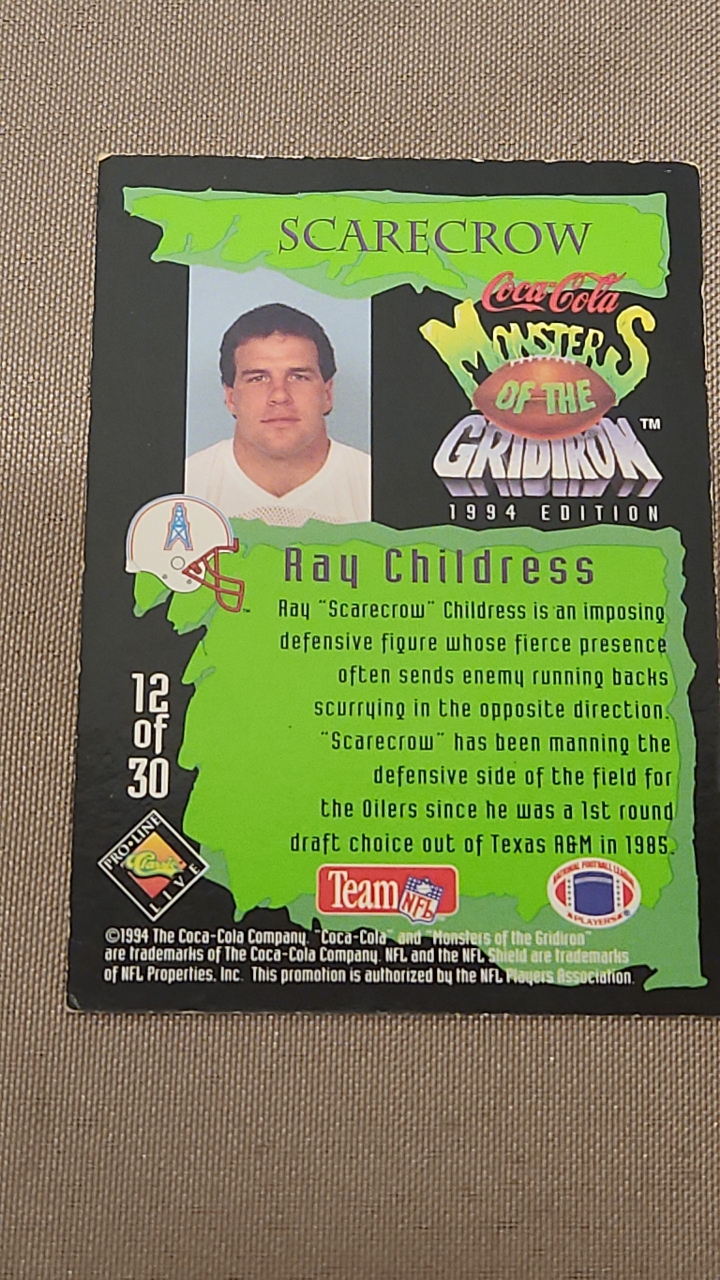 SCARECROW
Coca-Cola
MONSTERS
OF THE
GRIDIRON™
1994 EDITION
Ray Childress
Ray "Scarecrow" Childress is an imposing
defensive figure whose fierce presence
often sends enemy running backs
scurrying in the opposite direction.
"Scarecrow" has been manning the
defensive side of the field for
the Oilers since he was a 1st round
draft choice out of Texas A&M in 1985.
12
of
30
PRO•LINE
Classic
LIVE
Team NFL
NATIONAL FOOTBALL LEAGUE
PLAYERS
©1994 The Coca-Cola Company. "Coca-Cola" and "Monsters of the Gridiron"
are trademarks of The Coca-Cola Company. NFL and the NFL Shield are trademarks
of NFL Properties, Inc. This promotion is authorized by the NFL Players Association.